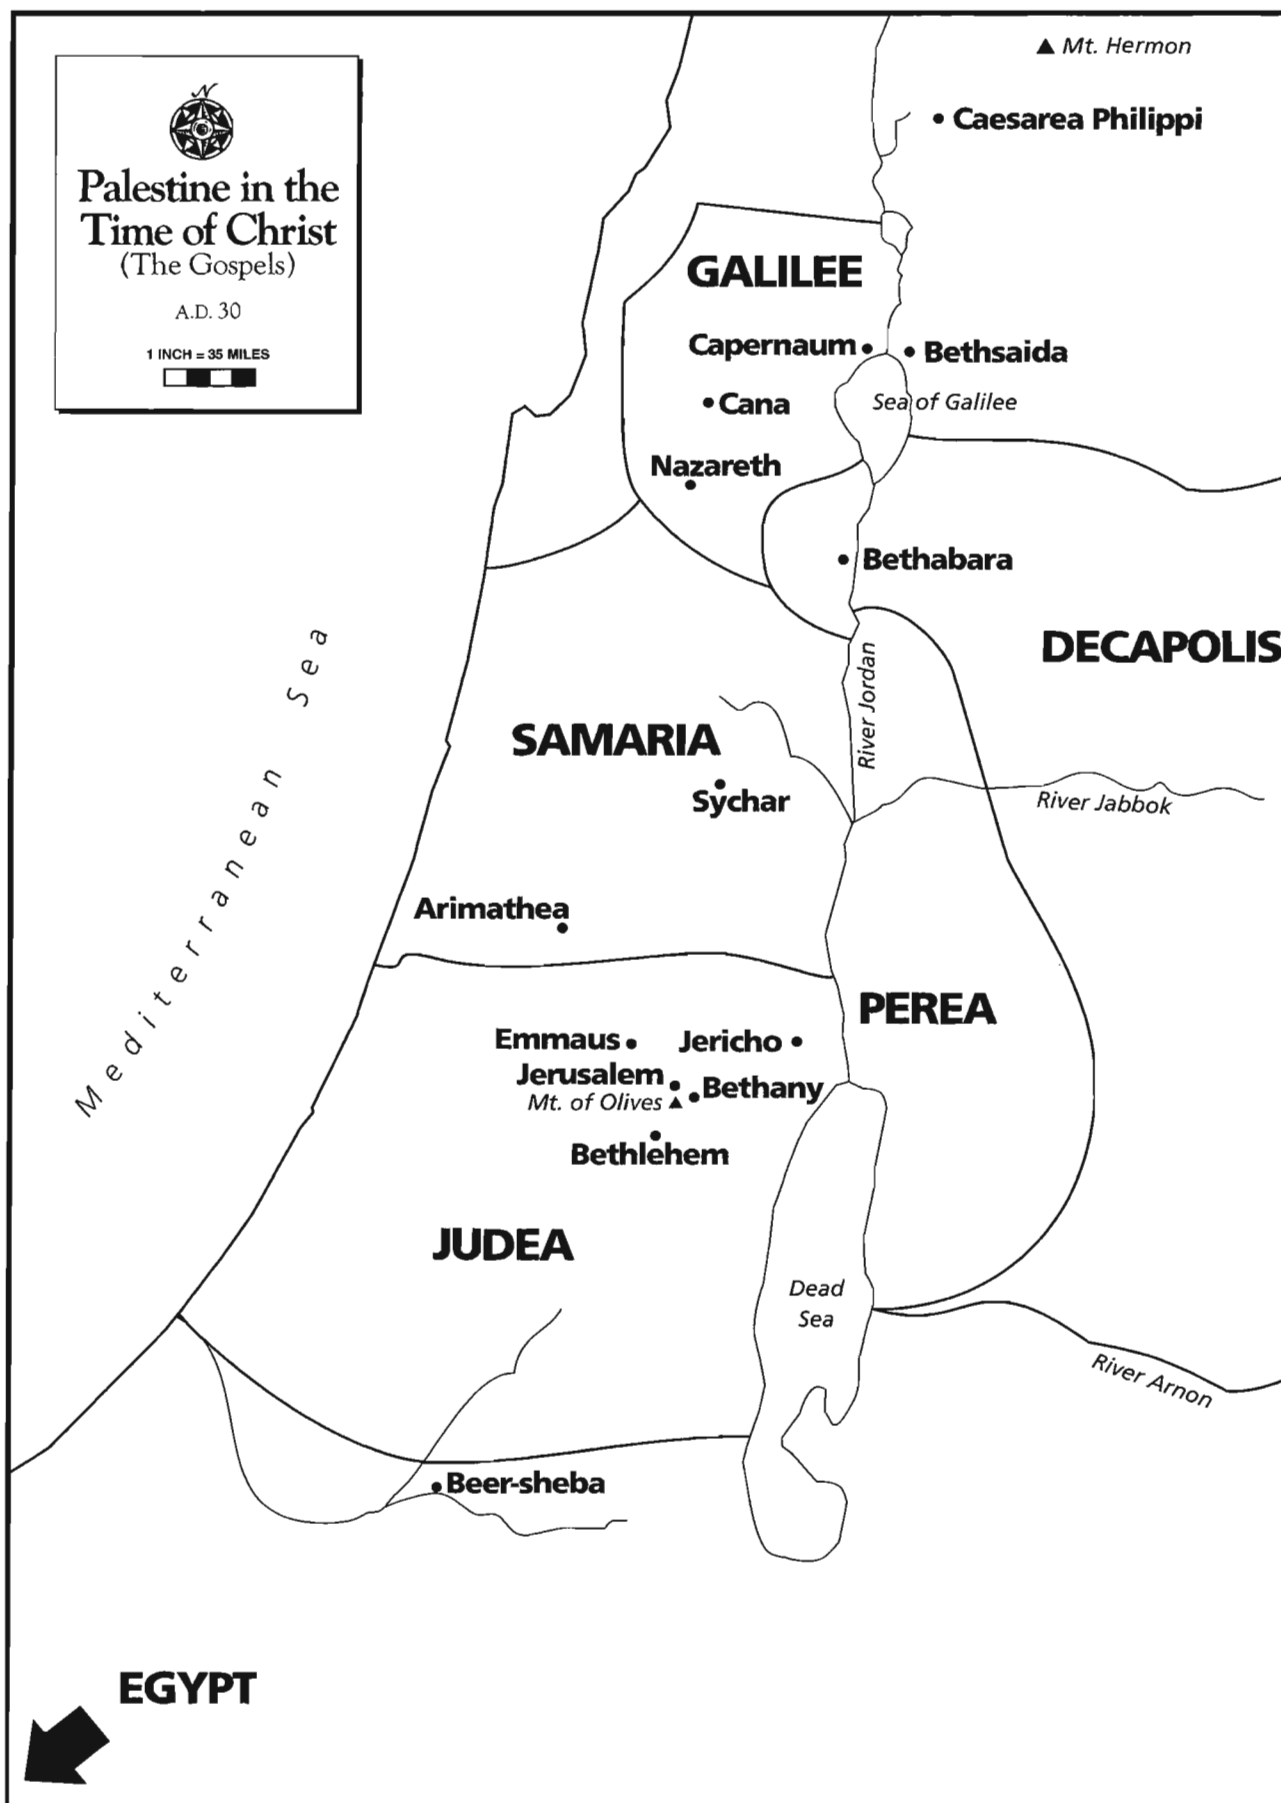 N
Palestine in the
Time of Christ
(The Gospels)
A.D. 30
1 INCH = 35 MILES
Mt. Hermon
Caesarea Philippi
GALILEE
Capernaum
Bethsaida
Cana
Sea of Galilee
Nazareth
Bethabara
DECAPOLIS
River Jordan
Mediterranean Sea
SAMARIA
Sychar
River Jabbok
Arimathea
PEREA
Emmaus
Jericho
Jerusalem
Bethany
Mt. of Olives
Bethlehem
JUDEA
Dead
Sea
River Arnon
Beer-sheba
EGYPT